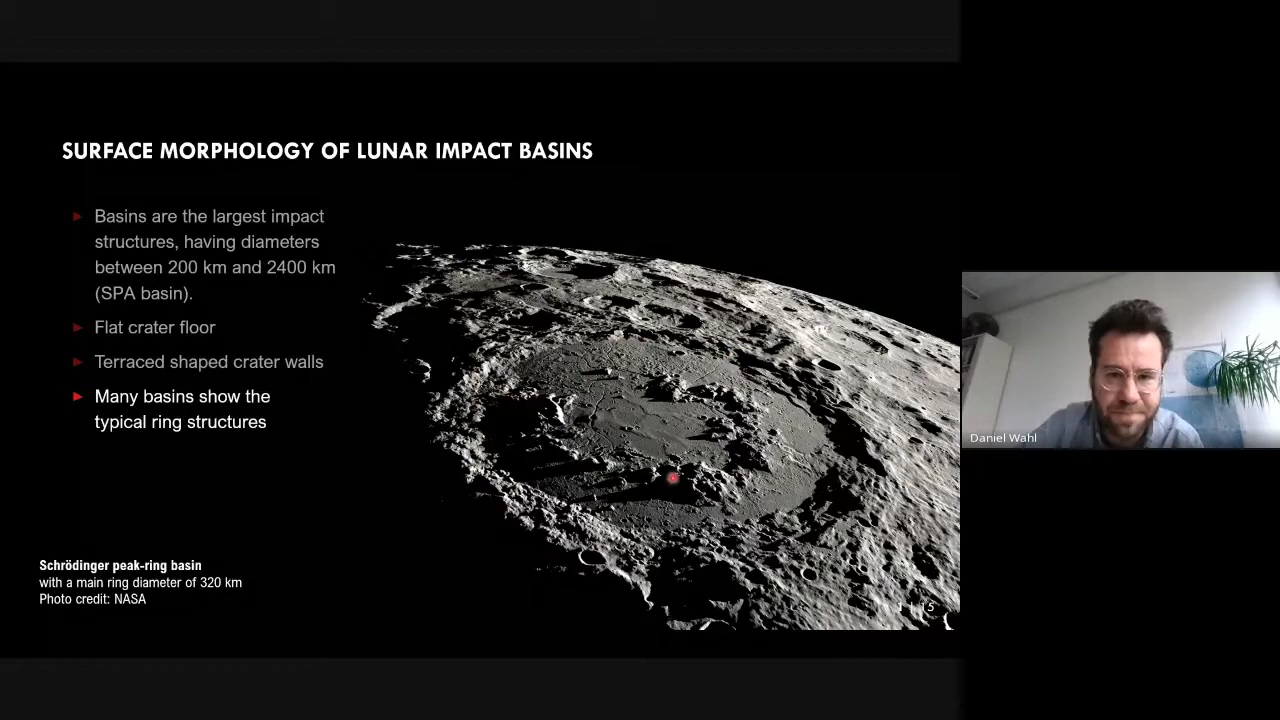 SURFACE MORPHOLOGY OF LUNAR IMPACT BASINS
Basins are the largest impact
structures, having diameters
between 200 km and 2400 km
(SPA basin).
Flat crater floor
Terraced shaped crater walls
Many basins show the
typical ring structures
Schrödinger peak-ring basin
with a main ring diameter of 320 km
Photo credit: NASA
Daniel Wahl